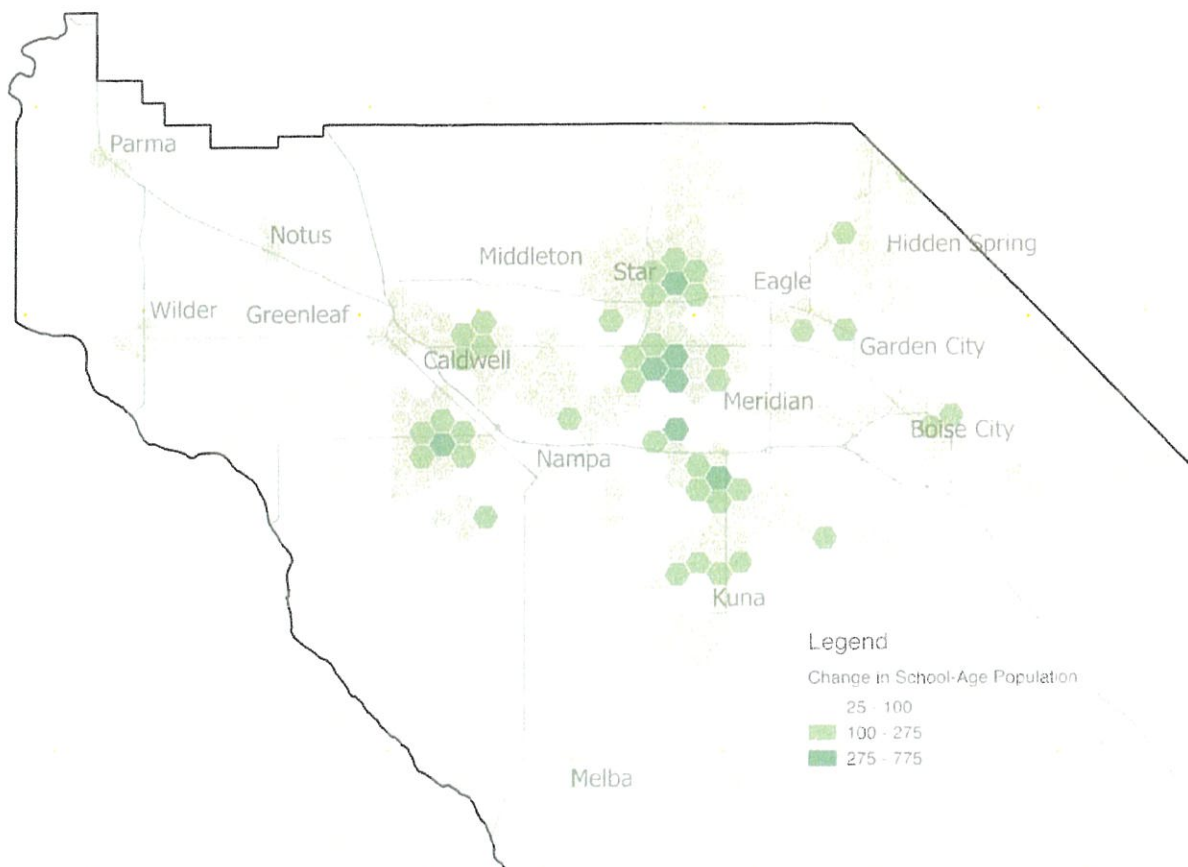 Parma
Notus
Hidden Spring
Middleton
Star
Eagle
Wilder
Greenleaf
Garden City
Caldwell
Meridian
Boise City
Nampa
Kuna
Legend
Change in School-Age Population
25 - 100
100 - 275
275 - 775
Melba